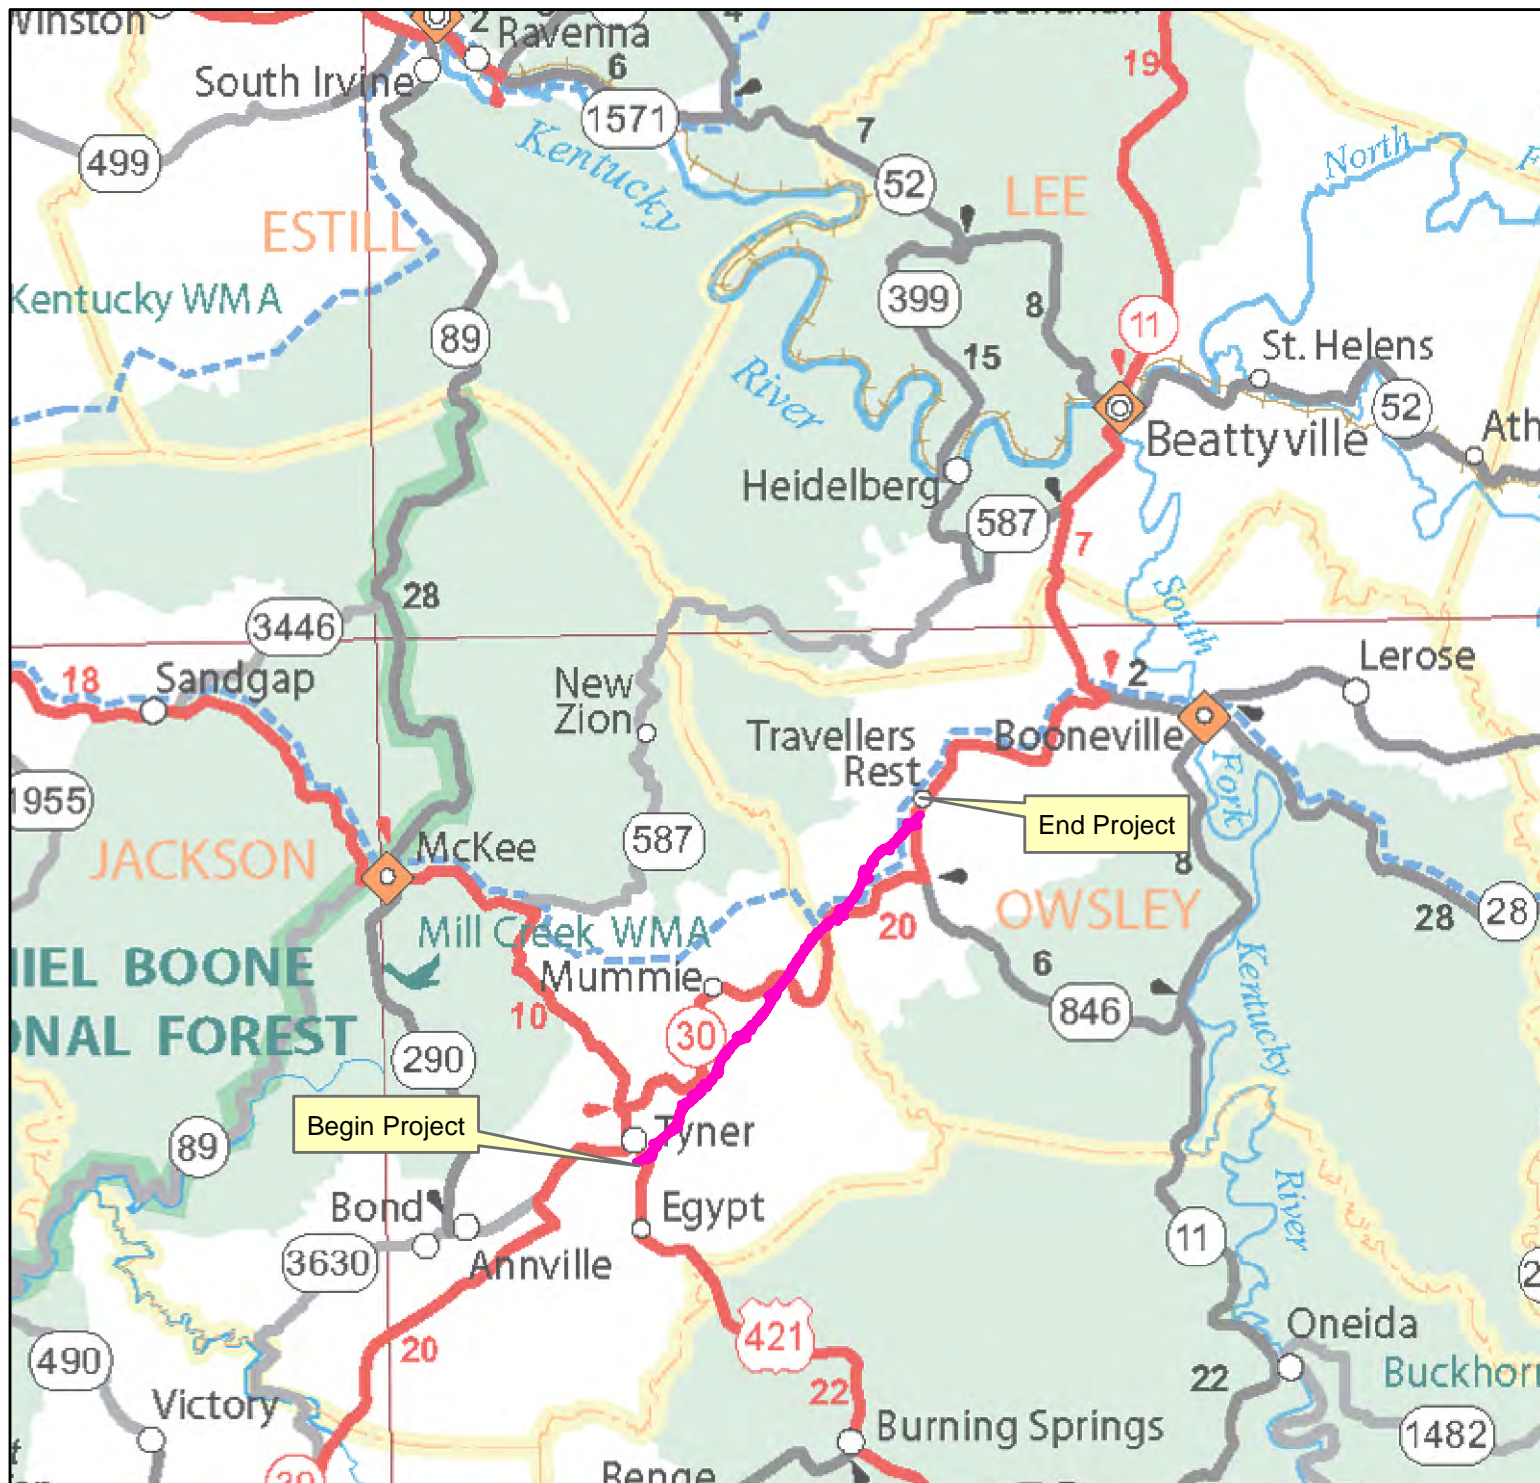 Winston
2
Ravenna
4
South Irvine
6
19
1571
Kentucky
7
499
52
North
LEE
ESTILL
Kentucky WMA
399
8
11
89
15
St. Helens
River
52
Beattyville
Heidelberg
587
7
28
South
3446
Lerose
18
Sandgap
New
Zion
2
Travellers
Rest
Booneville
Fork
1955
End Project
587
McKee
JACKSON
8
OWSLEY
28
28
20
Mill Creek WMA
Kentucky
6
Mummie
10
30
846
290
Begin Project
89
Tyner
River
Bond
Egypt
11
3630
Annville
421
Oneida
20
490
22
22
Buckhorn
Victory
Burning Springs
1482
30
Benge